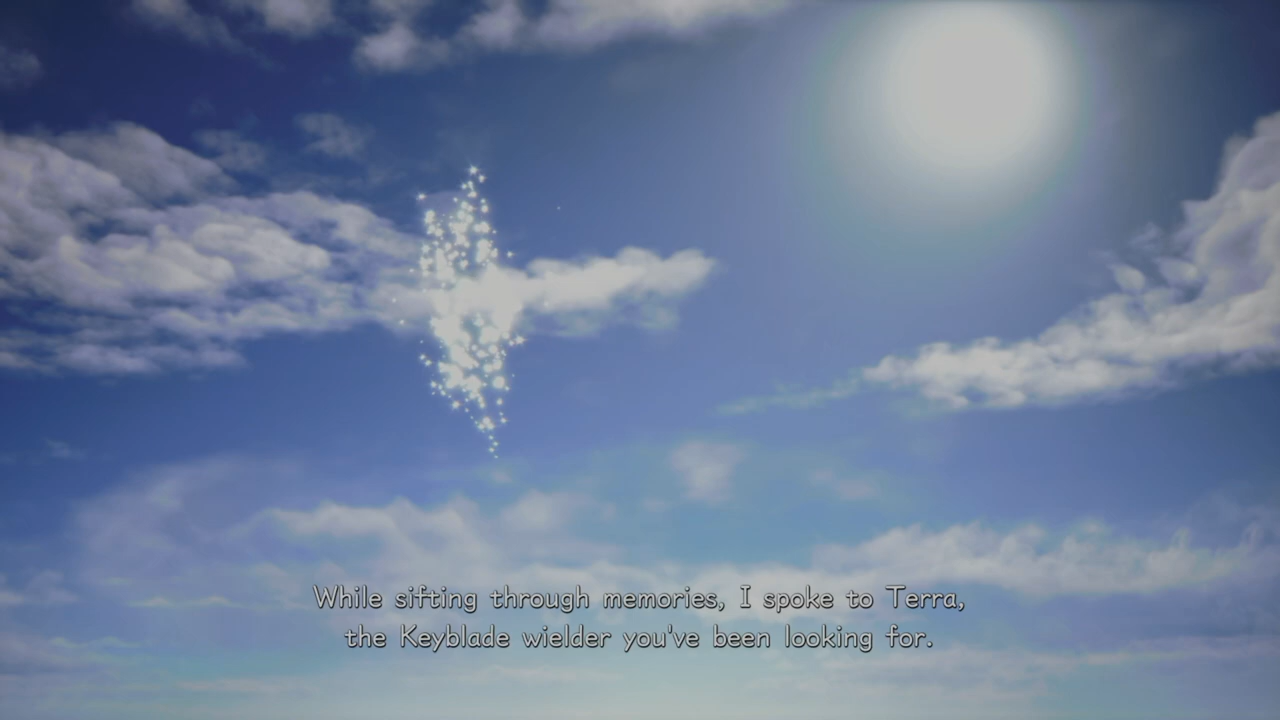 While sifting through memories, I spoke to Terra,
the Keyblade wielder you've been looking for.